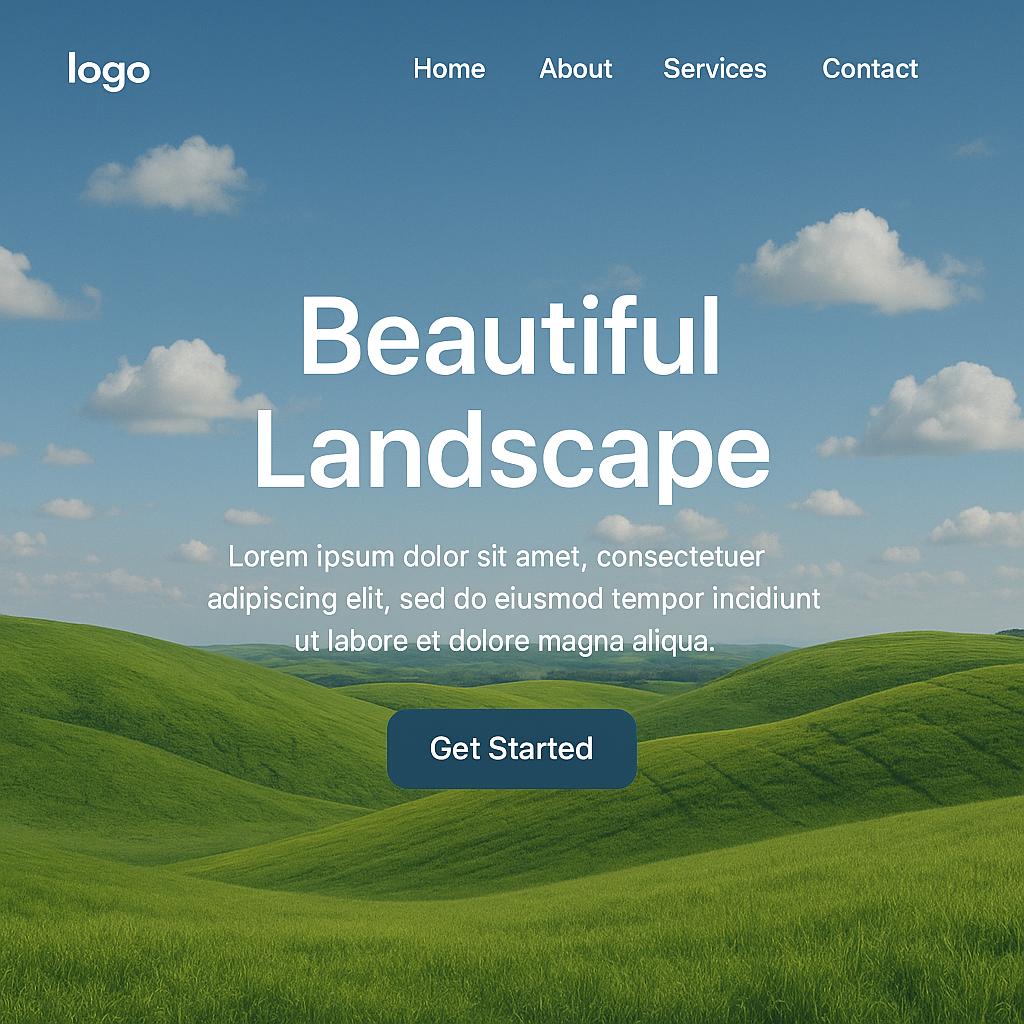 logo
Home About Services Contact
Beautiful
Landscape
Lorem ipsum dolor sit amet, consectetuer
adipiscing elit, sed do eiusmod tempor incidiunt
ut labore et dolore magna aliqua.
Get Started